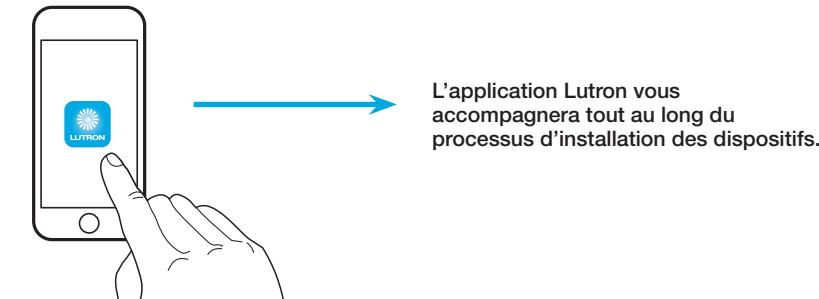 LUTRON
L’application Lutron vous
accompagnera tout au long du
processus d’installation des dispositifs.